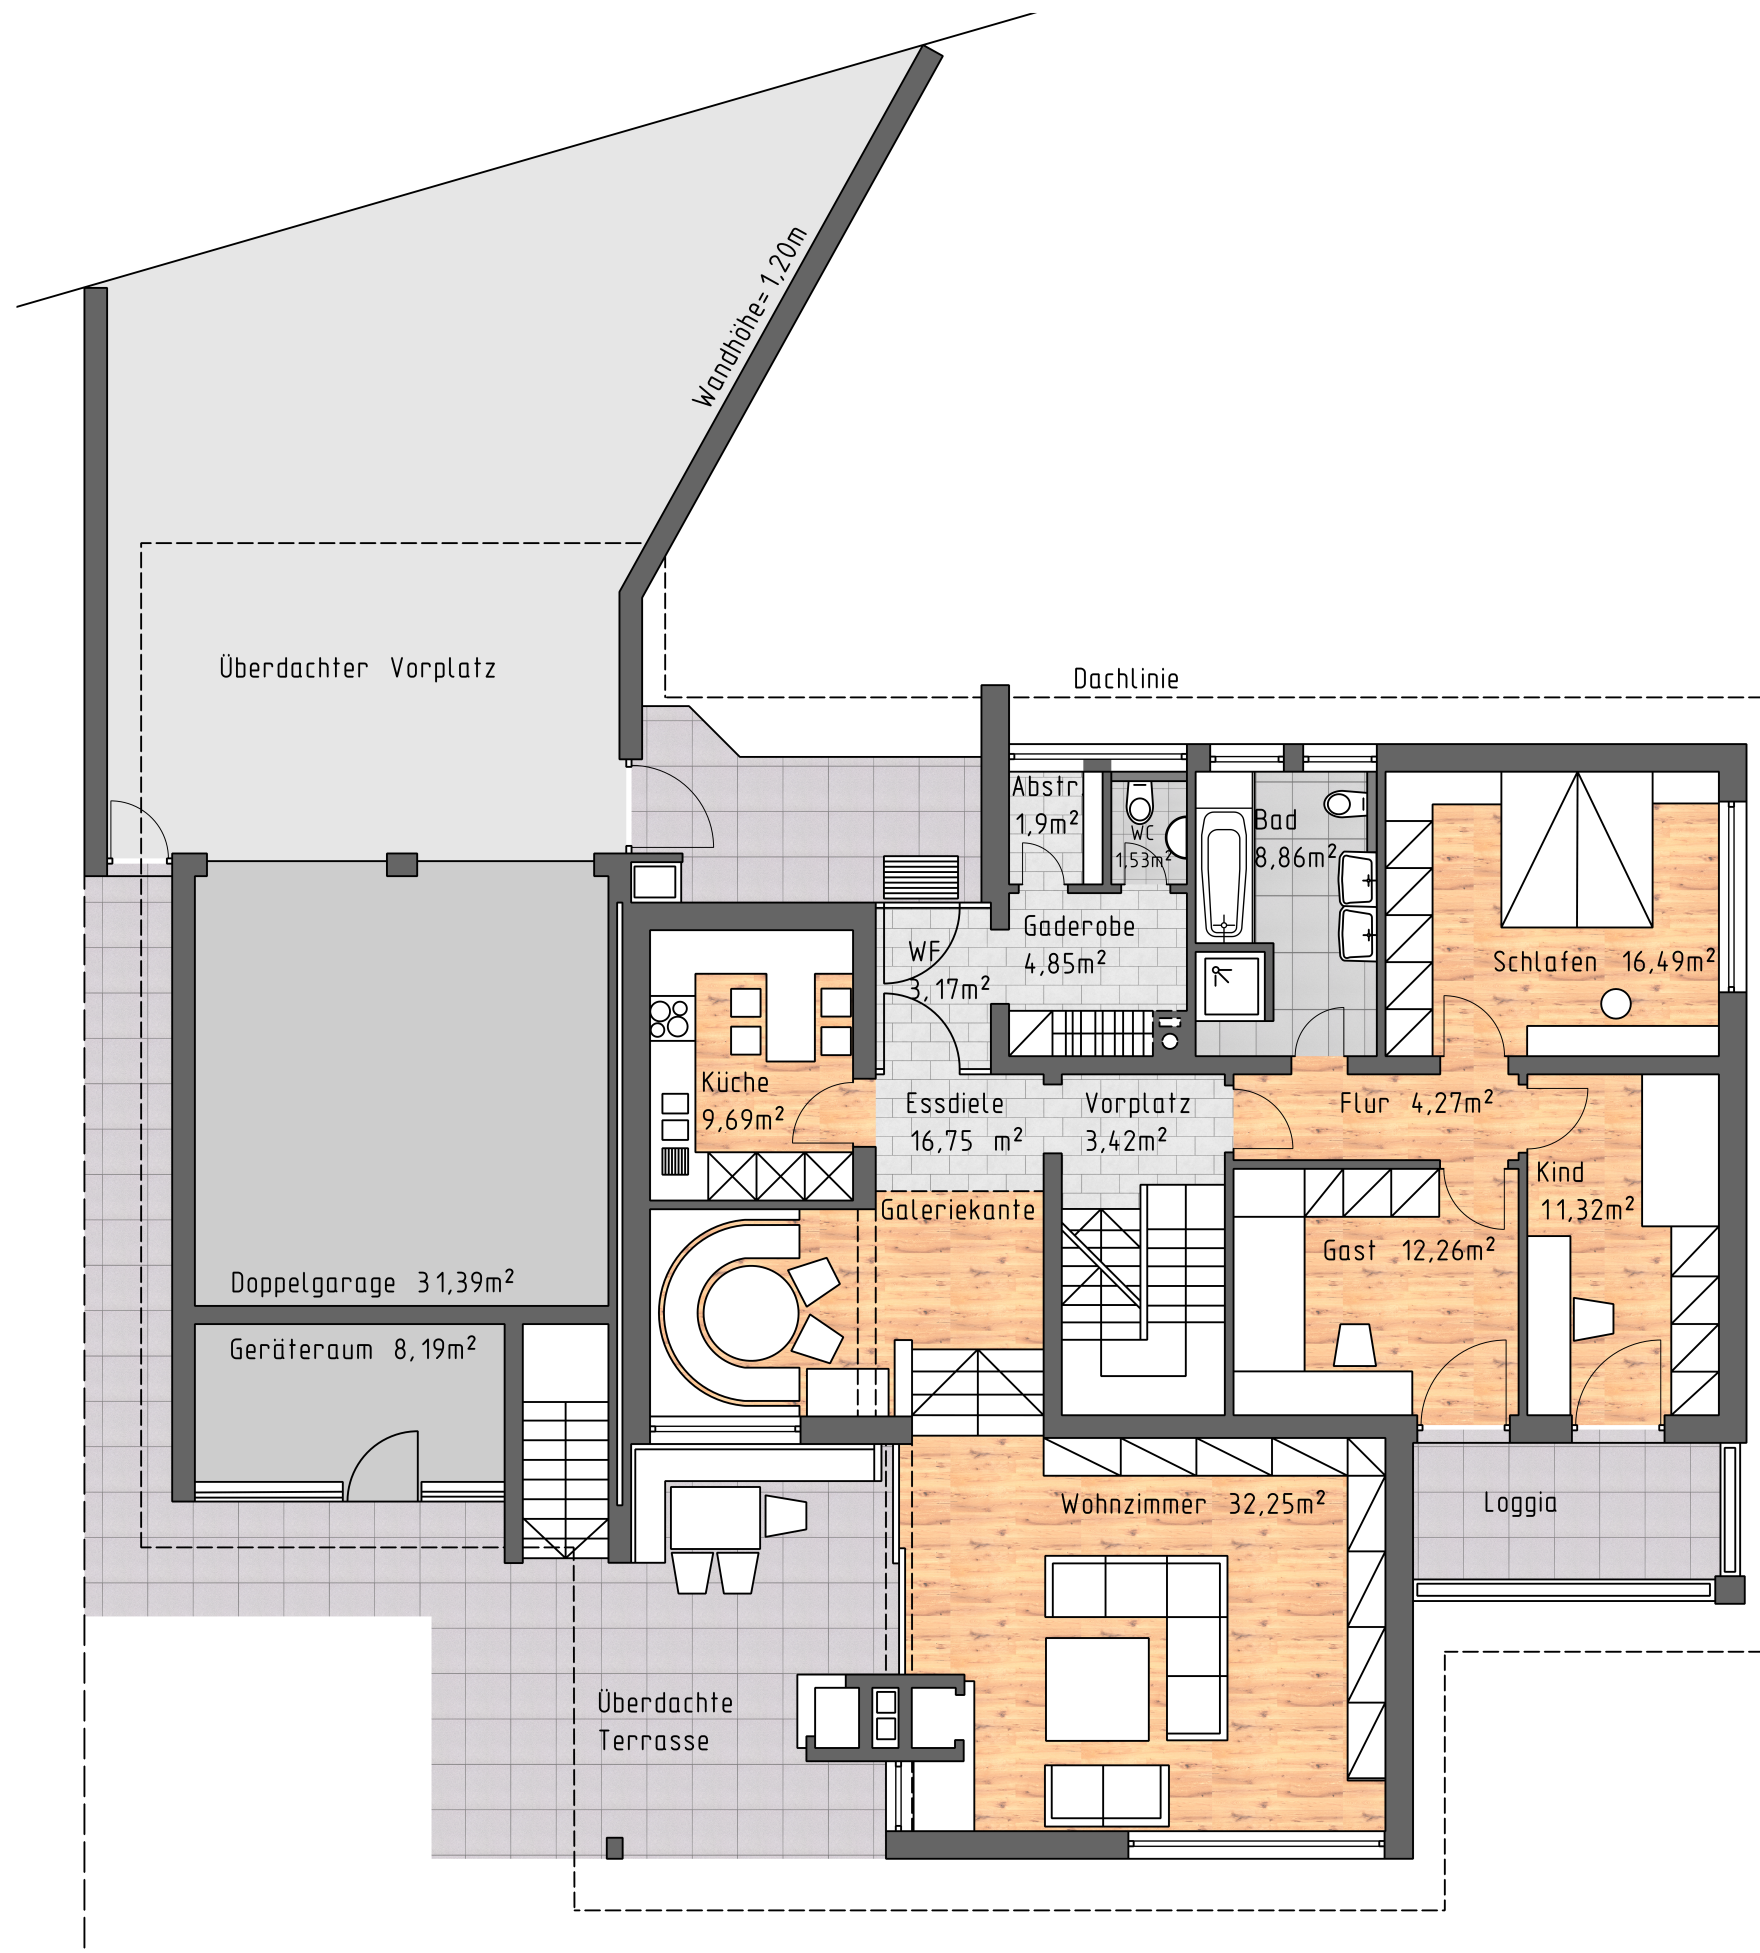 Wandhöhe=1,20m
Überdachter Vorplatz
Dachlinie
Abstr.
1,9m²
WC
1,53m²
Bad
8,86m²
Gaderobe
4,85m²
WF
3,17m²
Schlafen 16,49m²
Küche
9,69m²
Essdiele
16,75 m²
Vorplatz
3,42m²
Flur 4,27m²
Kind
11,32m²
Galeriekante
Gast 12,26m²
Doppelgarage 31,39m²
Geräteraum 8,19m²
Wohnzimmer 32,25m²
Loggia
Überdachte
Terrasse